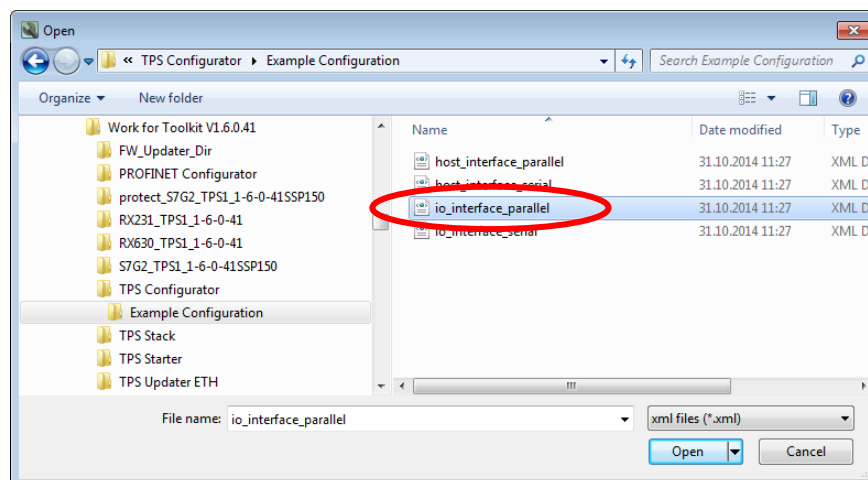 Open
« TPS Configurator Example Configuration Search Example Configuration
Organize New folder
Work for Toolkit V1.6.0.41
FW_Updater_Dir
PROFINET Configurator
protect_S7G2_TPS1_1-6-0-41SSP150
RX231_TPS1_1-6-0-41
RX630_TPS1_1-6-0-41
S7G2_TPS1_1-6-0-41SSP150
TPS Configurator
Example Configuration
TPS Stack
TPS Starter
TPS Updater ETH
Name Date modified Type
host_interface_parallel 31.10.2014 11:27 XML D
host_interface_serial 31.10.2014 11:27 XML D
io_interface_parallel 31.10.2014 11:27 XML D
io_interface_serial 31.10.2014 11:27 XML D
File name: io_interface_parallel xml files (*.xml)
Open Cancel